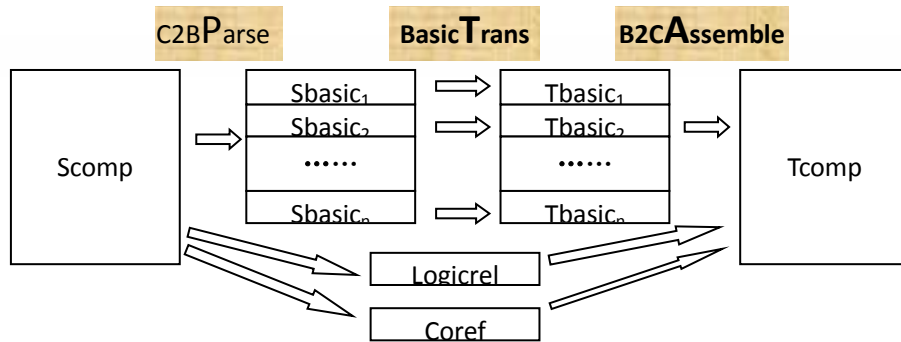 C2BParse BasicTrans B2CAssemble
Sbasic₁ Tbasic₁
Sbasic₂ Tbasic₂
Scomp ...... ...... Tcomp
Sbasicₙ Tbasicₙ
Logicrel
Coref